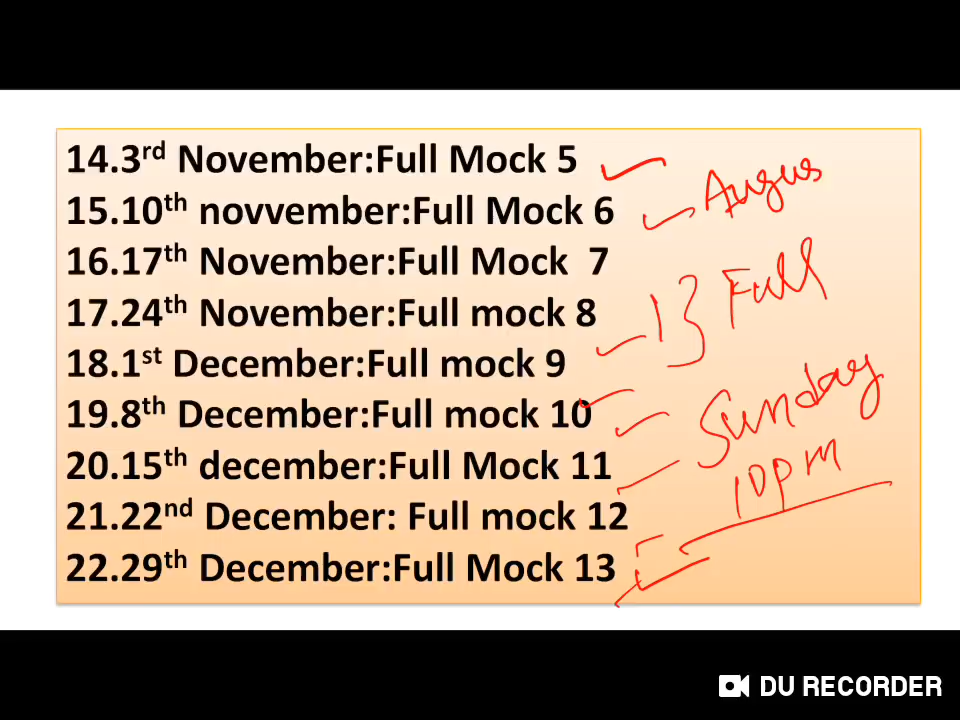 14.3rd November:Full Mock 5
15.10th novvember:Full Mock 6
16.17th November:Full Mock 7
17.24th November:Full mock 8
18.1st December:Full mock 9
19.8th December:Full mock 10
20.15th december:Full Mock 11
21.22nd December: Full mock 12
22.29th December:Full Mock 13
Augus
13 Full
Sunday
10pm
DU RECORDER